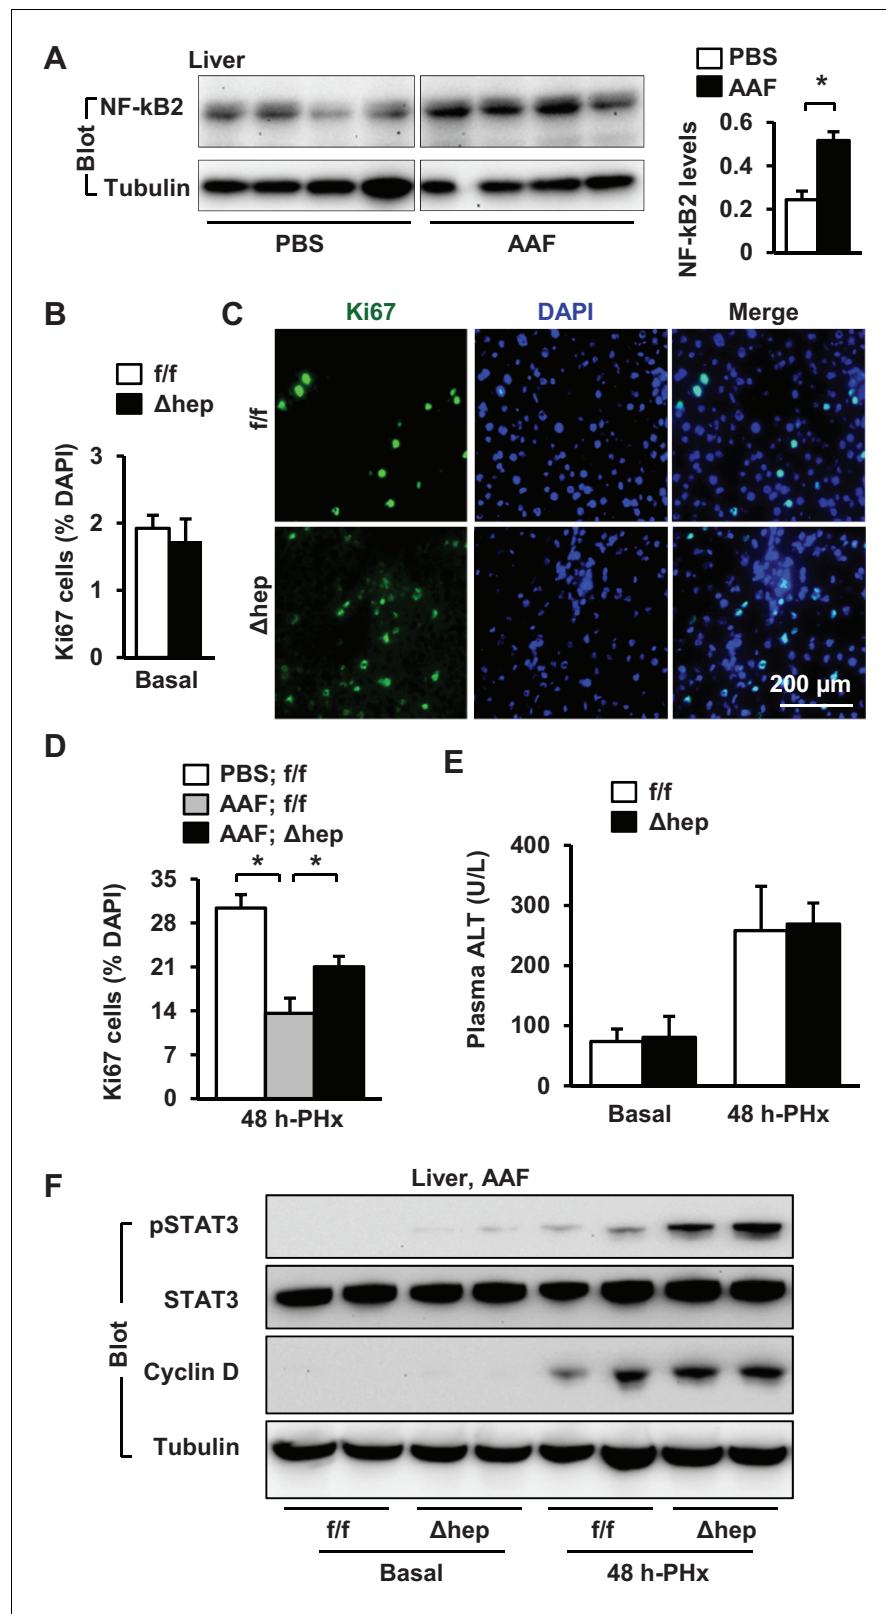 A
Liver
NF-kB2
Tubulin
Blot
PBS
AAF
PBS
AAF
*
NF-kB2 levels
0.6
0.4
0.2
0
B
f/f
Δhep
Ki67 cells (% DAPI)
3
2
1
0
Basal
C
Ki67
DAPI
Merge
f/f
Δhep
200 µm
D
PBS; f/f
AAF; f/f
AAF; Δhep
*
*
Ki67 cells (% DAPI)
35
28
21
14
7
0
48 h-PHx
E
f/f
Δhep
Plasma ALT (U/L)
400
300
200
100
0
Basal
48 h-PHx
F
Liver, AAF
pSTAT3
STAT3
Cyclin D
Tubulin
Blot
f/f
Δhep
f/f
Δhep
Basal
48 h-PHx